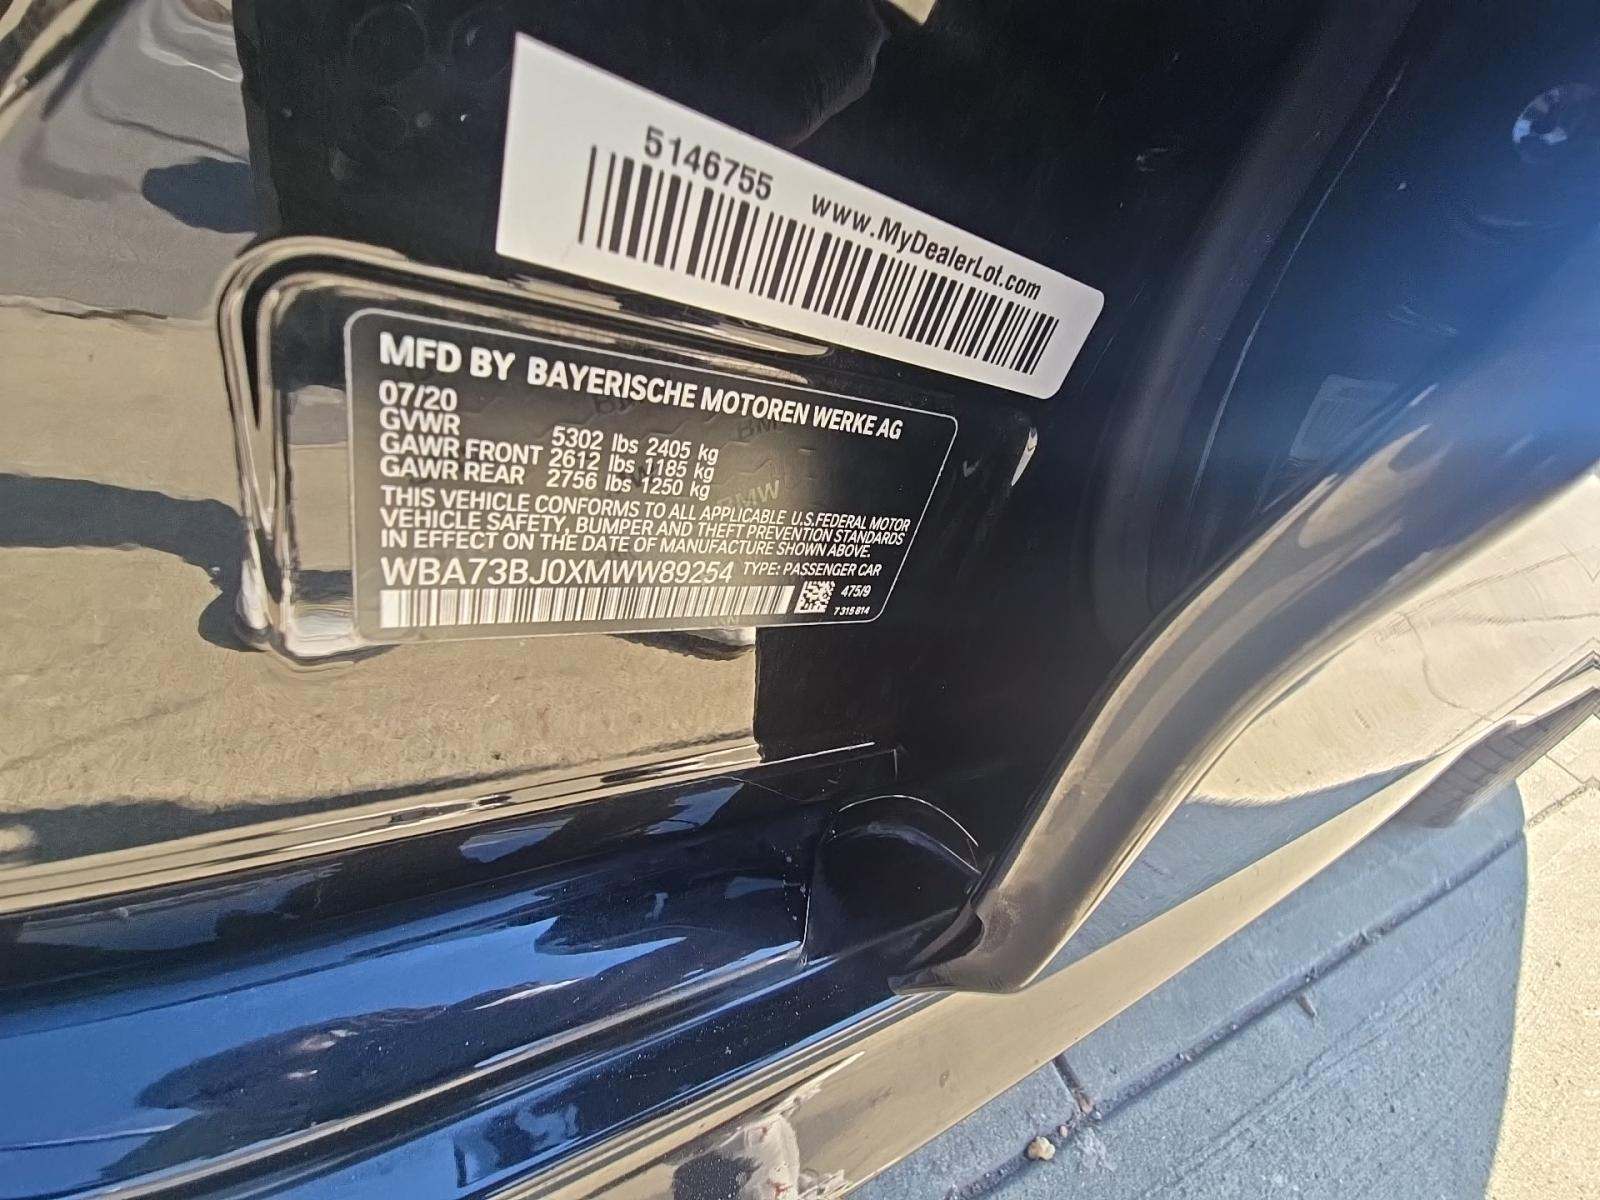 5146755 www.MyDealerLot.com
MFD BY BAYERISCHE MOTOREN WERKE AG
07/20
GVWR 5302 lbs 2405 kg
GAWR FRONT 2612 lbs 1185 kg
GAWR REAR 2756 lbs 1250 kg
THIS VEHICLE CONFORMS TO ALL APPLICABLE U.S.FEDERAL MOTOR
VEHICLE SAFETY, BUMPER AND THEFT PREVENTION STANDARDS
IN EFFECT ON THE DATE OF MANUFACTURE SHOWN ABOVE.
WBA73BJ0XMWW89254 TYPE: PASSENGER CAR
475/9
7315814
BMW